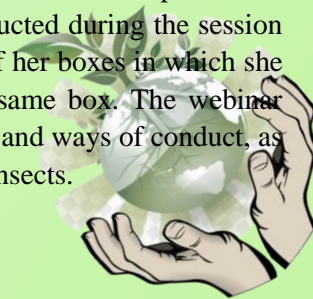 ucted during the session
f her boxes in which she
same box. The webinar
and ways of conduct, as
nsects.